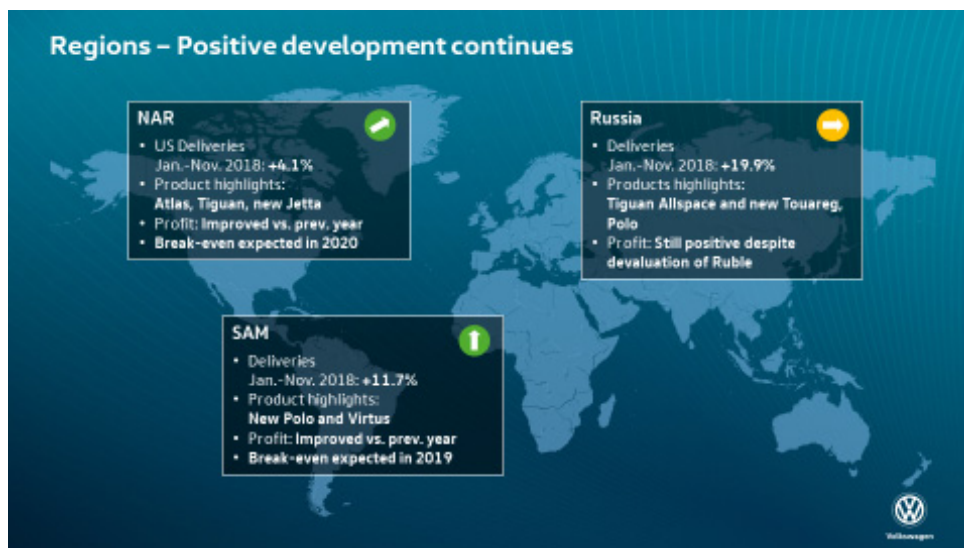 Regions – Positive development continues
NAR
• US Deliveries
Jan.-Nov. 2018: +4.1%
• Product highlights:
Atlas, Tiguan, new Jetta
• Profit: Improved vs. prev. year
• Break-even expected in 2020
Russia
• Deliveries
Jan.-Nov. 2018: +19.9%
• Products highlights:
Tiguan Allspace and new Touareg,
Polo
• Profit: Still positive despite
devaluation of Ruble
SAM
• Deliveries
Jan.-Nov. 2018: +11.7%
• Product highlights:
New Polo and Virtus
• Profit: Improved vs. prev. year
• Break-even expected in 2019
Volkswagen